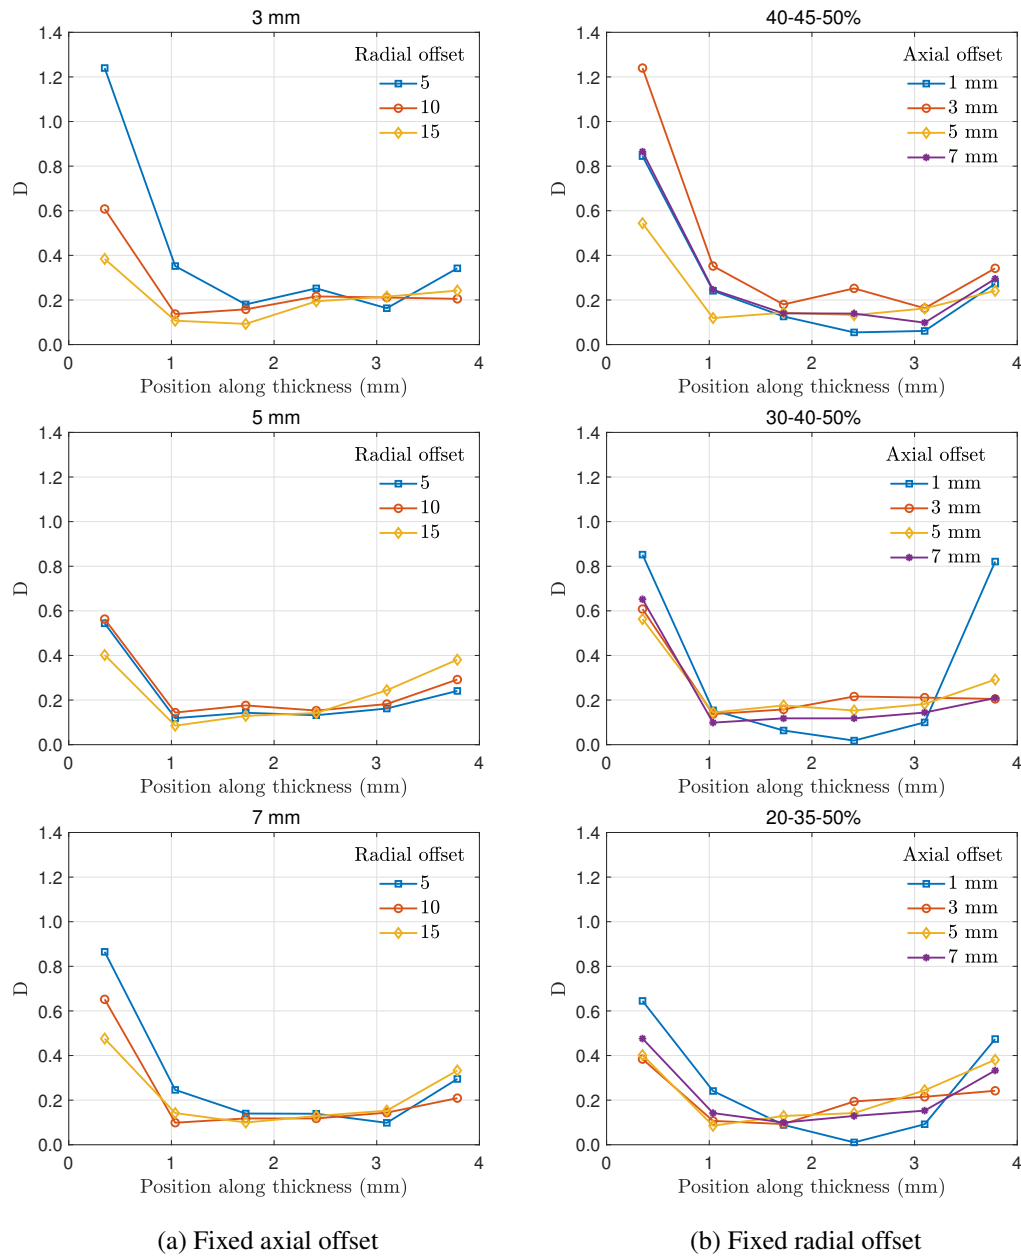 3 mm
1.4
1.2
1.0
0.8
0.6
0.4
0.2
0.0
D
Radial offset
5
10
15
0 1 2 3 4
Position along thickness (mm)
40-45-50%
1.4
1.2
1.0
0.8
0.6
0.4
0.2
0.0
D
Axial offset
1 mm
3 mm
5 mm
7 mm
0 1 2 3 4
Position along thickness (mm)
5 mm
1.4
1.2
1.0
0.8
0.6
0.4
0.2
0.0
D
Radial offset
5
10
15
0 1 2 3 4
Position along thickness (mm)
30-40-50%
1.4
1.2
1.0
0.8
0.6
0.4
0.2
0.0
D
Axial offset
1 mm
3 mm
5 mm
7 mm
0 1 2 3 4
Position along thickness (mm)
7 mm
1.4
1.2
1.0
0.8
0.6
0.4
0.2
0.0
D
Radial offset
5
10
15
0 1 2 3 4
Position along thickness (mm)
20-35-50%
1.4
1.2
1.0
0.8
0.6
0.4
0.2
0.0
D
Axial offset
1 mm
3 mm
5 mm
7 mm
0 1 2 3 4
Position along thickness (mm)
(a) Fixed axial offset
(b) Fixed radial offset